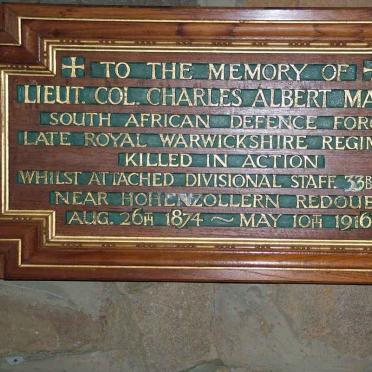 ✠ TO THE MEMORY OF ✠
LIEUT. COL. CHARLES ALBERT
SOUTH AFRICAN DEFENCE
LATE ROYAL WARWICKSHIRE
KILLED IN ACTION
WHILST ATTACHED DIVISIONAL STAFF.
NEAR HOHENZOLLERN
AUG. 26TH 1874 ~ MAY 10TH 1916